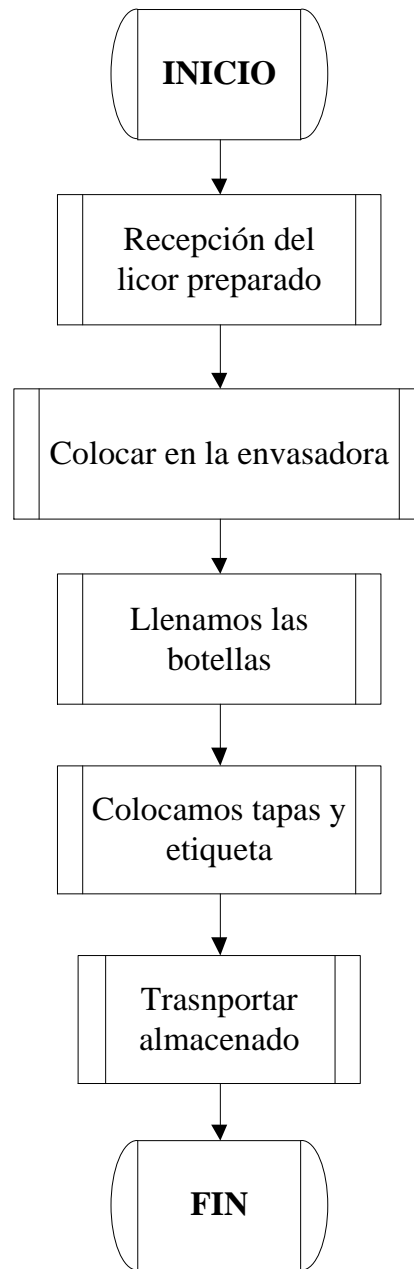 INICIO
Recepción del
licor preparado
Colocar en la envasadora
Llenamos las
botellas
Colocamos tapas y
etiqueta
Trasnportar
almacenado
FIN